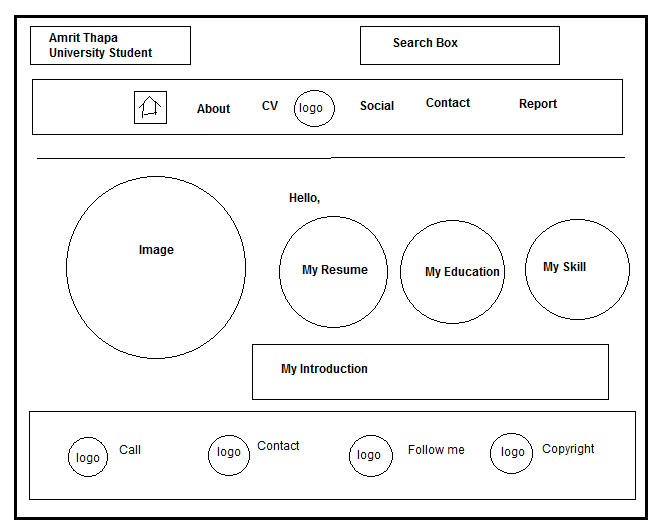 Amrit Thapa
University Student
Search Box
About
CV
logo
Social
Contact
Report
Hello,
Image
My Resume
My Education
My Skill
My Introduction
logo
Call
logo
Contact
logo
Follow me
logo
Copyright